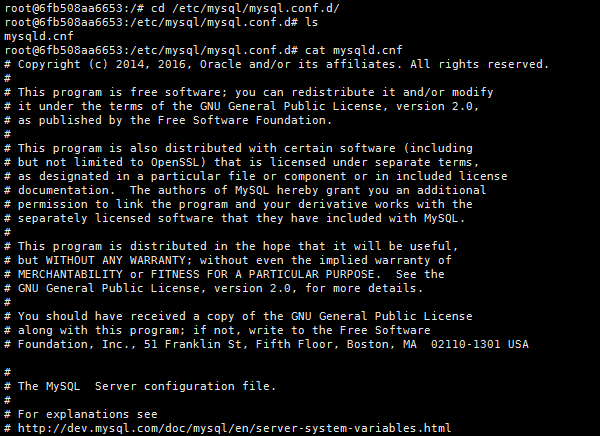 root@6fb508aa6653:/# cd /etc/mysql/mysql.conf.d/
root@6fb508aa6653:/etc/mysql/mysql.conf.d# ls
mysqld.cnf
root@6fb508aa6653:/etc/mysql/mysql.conf.d# cat mysqld.cnf
# Copyright (c) 2014, 2016, Oracle and/or its affiliates. All rights reserved.
#
# This program is free software; you can redistribute it and/or modify
# it under the terms of the GNU General Public License, version 2.0,
# as published by the Free Software Foundation.
#
# This program is also distributed with certain software (including
# but not limited to OpenSSL) that is licensed under separate terms,
# as designated in a particular file or component or in included license
# documentation.  The authors of MySQL hereby grant you an additional
# permission to link the program and your derivative works with the
# separately licensed software that they have included with MySQL.
#
# This program is distributed in the hope that it will be useful,
# but WITHOUT ANY WARRANTY; without even the implied warranty of
# MERCHANTABILITY or FITNESS FOR A PARTICULAR PURPOSE.  See the
# GNU General Public License, version 2.0, for more details.
#
# You should have received a copy of the GNU General Public License
# along with this program; if not, write to the Free Software
# Foundation, Inc., 51 Franklin St, Fifth Floor, Boston, MA  02110-1301 USA

#
# The MySQL  Server configuration file.
#
# For explanations see
# http://dev.mysql.com/doc/mysql/en/server-system-variables.html